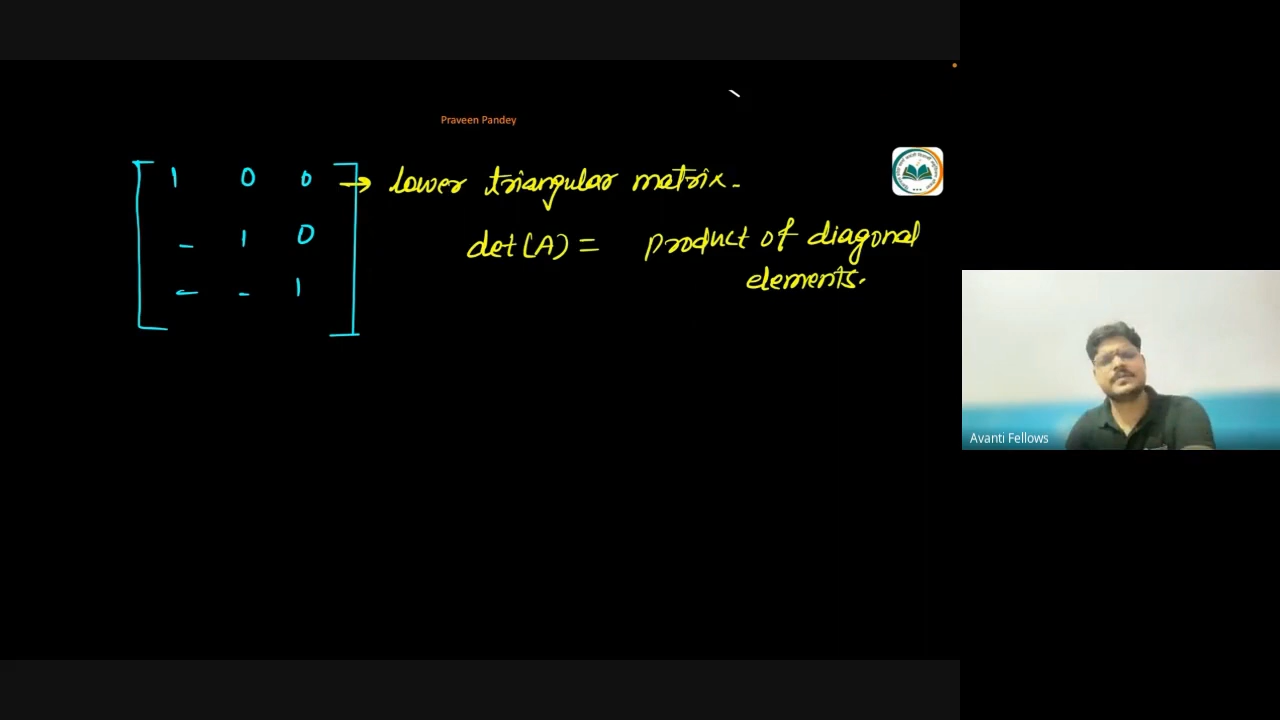 Praveen Pandey
1 0 0 → lower triangular matrix.
- 1 0 det(A) = product of diagonal
elements.
- - 1
Avanti Fellows